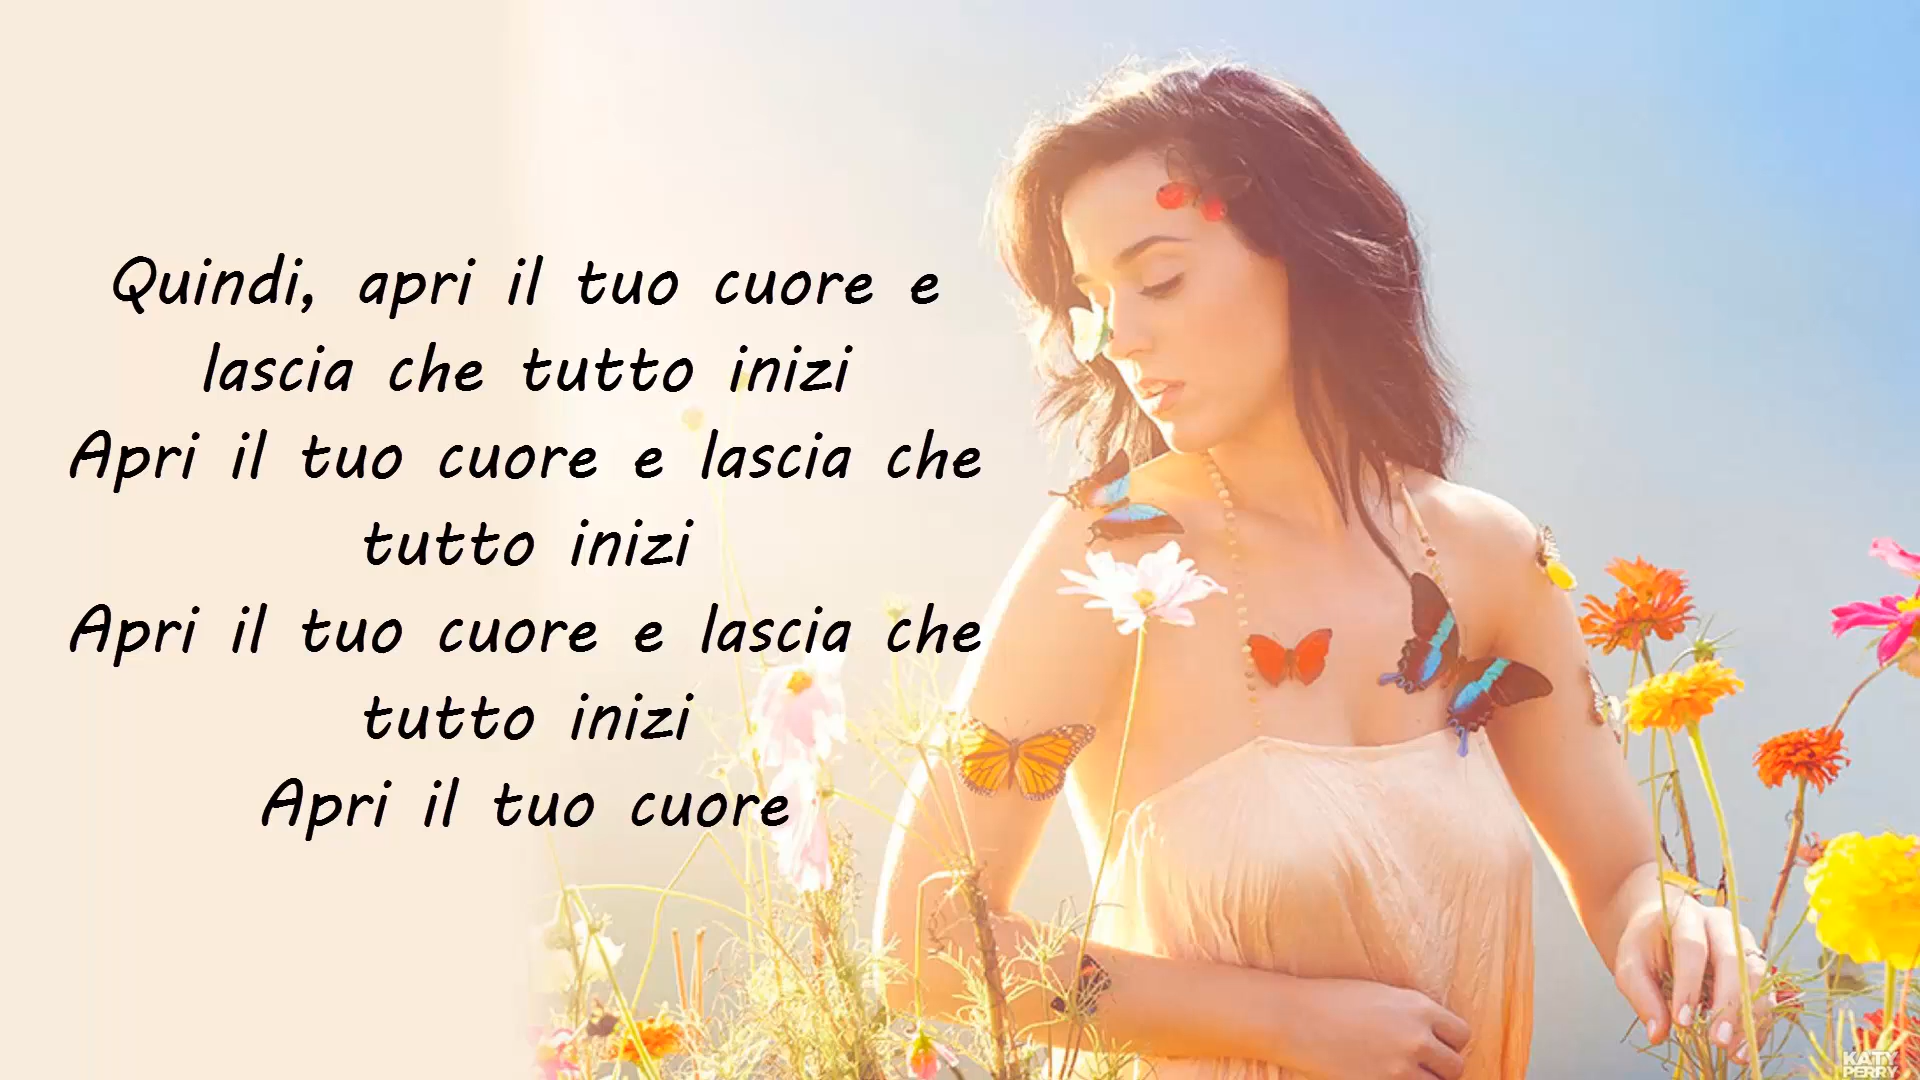 Quindi, apri il tuo cuore e
lascia che tutto inizi
Apri il tuo cuore e lascia che
tutto inizi
Apri il tuo cuore e lascia che
tutto inizi
Apri il tuo cuore
KATY
PERRY